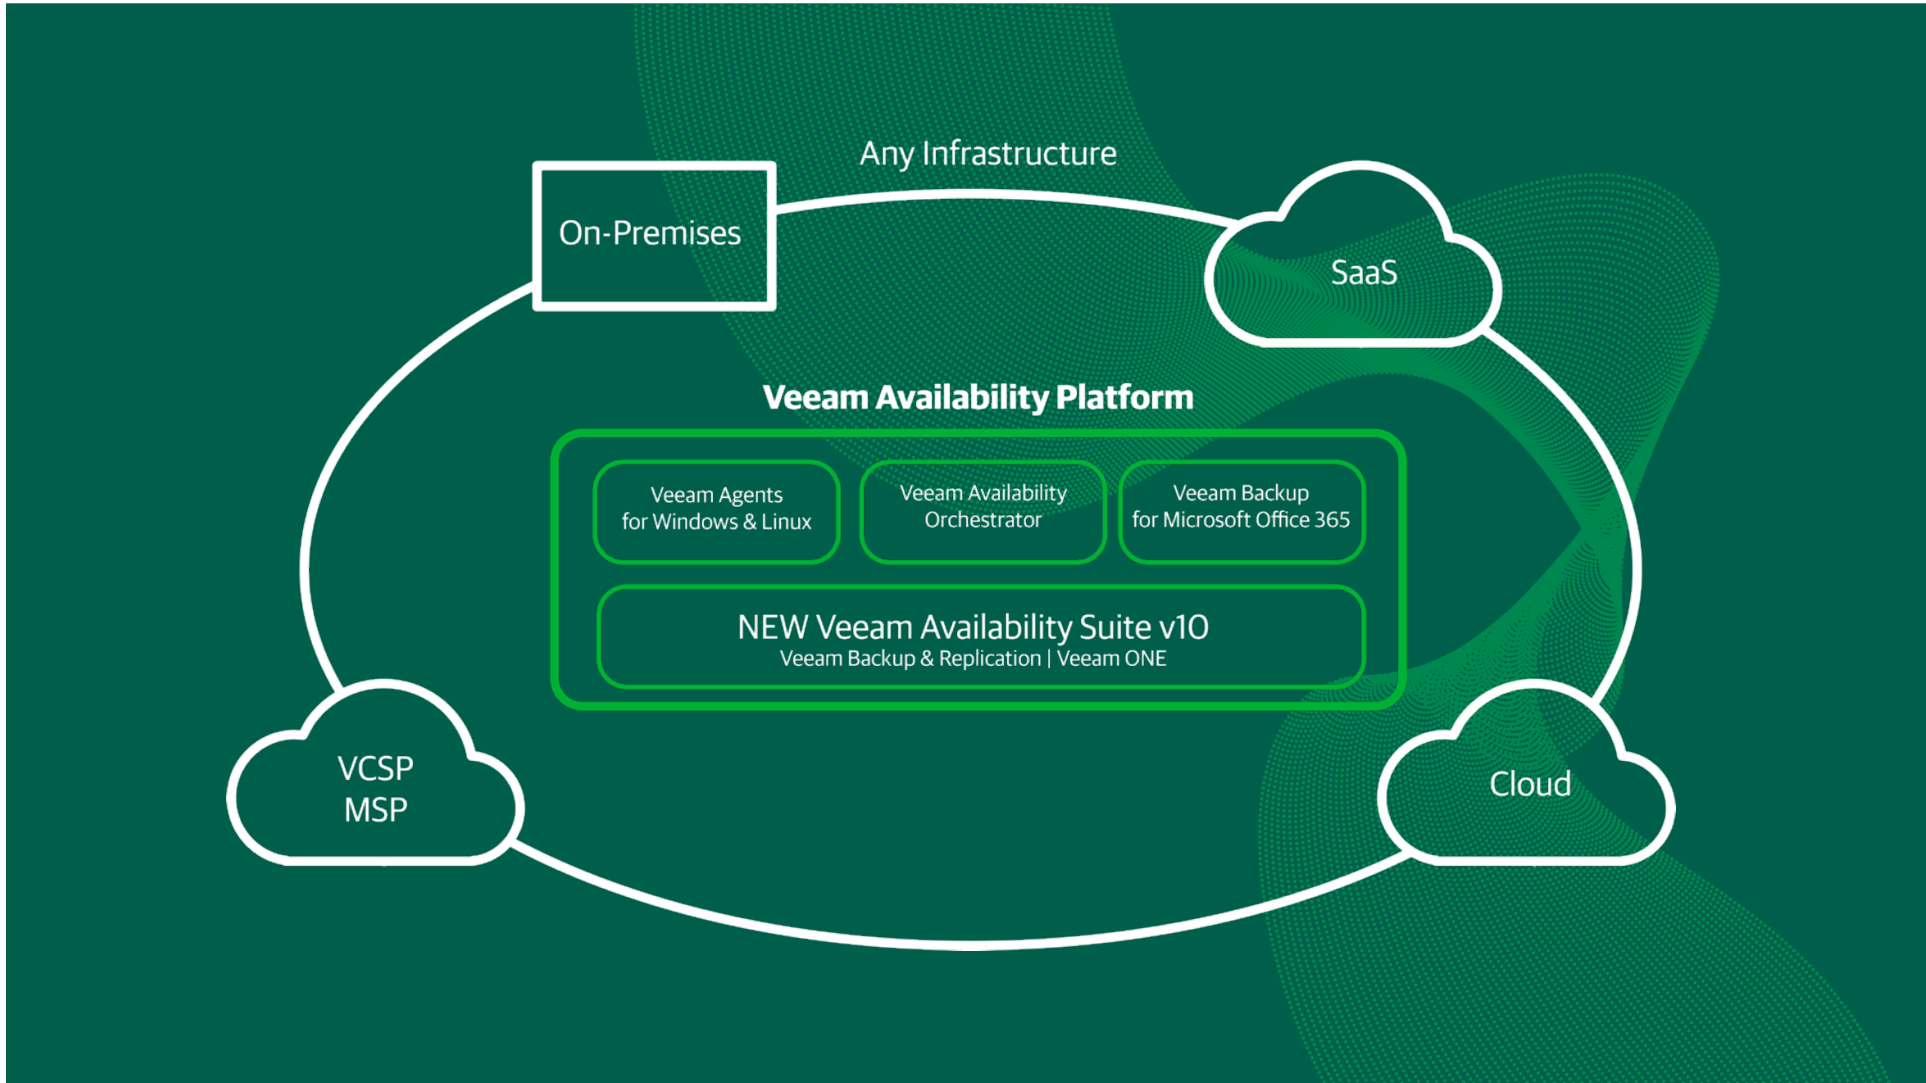 Any Infrastructure
On-Premises
SaaS
Veeam Availability Platform
Veeam Agents
for Windows & Linux
Veeam Availability
Orchestrator
Veeam Backup
for Microsoft Office 365
NEW Veeam Availability Suite v10
Veeam Backup & Replication | Veeam ONE
VCSP
MSP
Cloud